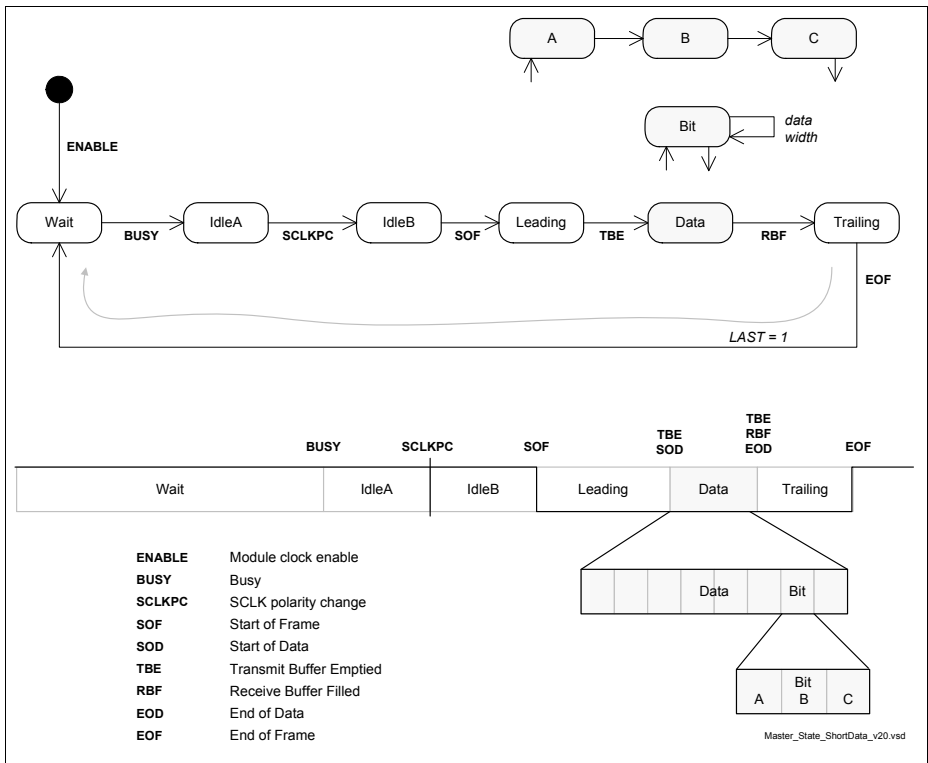 A B C
Bit
data
width
ENABLE
Wait IdleA IdleB Leading Data Trailing
BUSY SCLKPC SOF TBE RBF
EOF
LAST = 1
TBE
TBE RBF
BUSY SCLKPC SOF SOD EOD EOF
Wait IdleA IdleB Leading Data Trailing
ENABLE Module clock enable
BUSY Busy
SCLKPC SCLK polarity change
SOF Start of Frame
SOD Start of Data
TBE Transmit Buffer Emptied
RBF Receive Buffer Filled
EOD End of Data
EOF End of Frame
Data Bit
Bit
A B C
Master_State_ShortData_v20.vsd